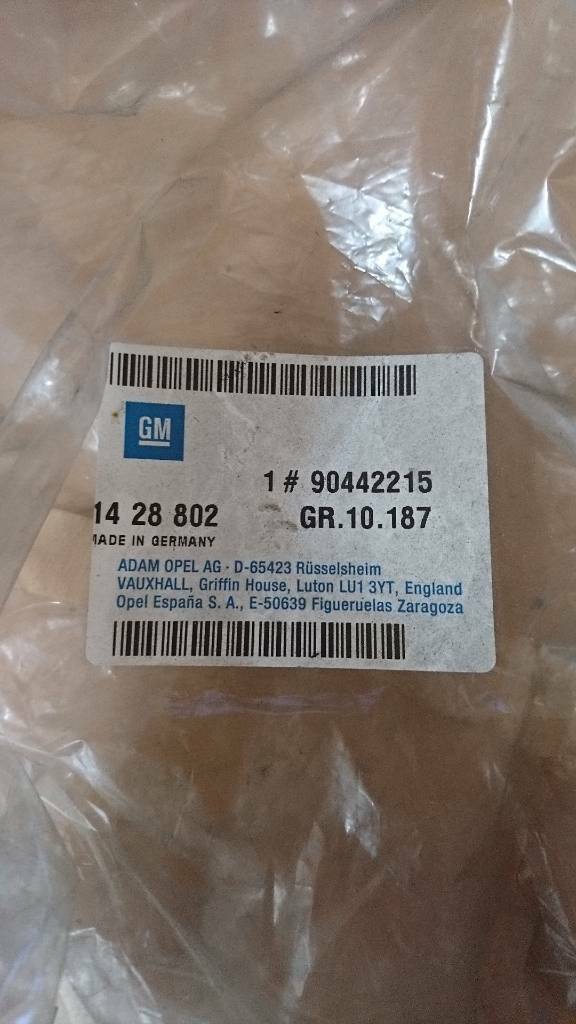 GM
1 # 90442215
14 28 802 GR.10.187
MADE IN GERMANY
ADAM OPEL AG · D-65423 Rüsselsheim
VAUXHALL, Griffin House, Luton LU1 3YT, England
Opel España S. A., E-50639 Figueruelas Zaragoza